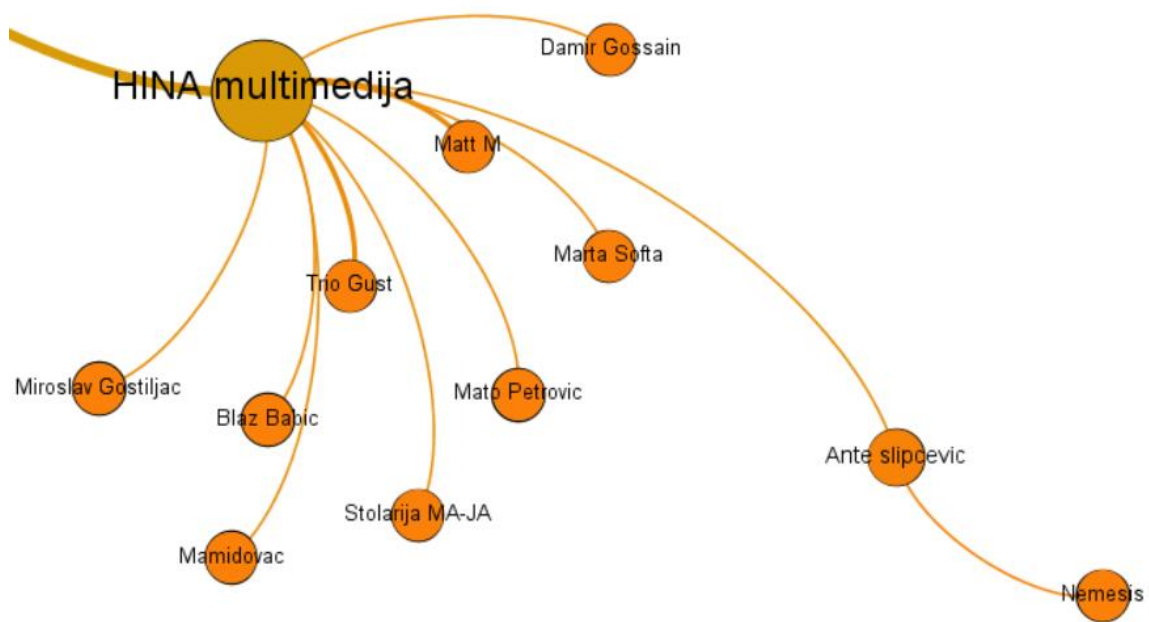 Damir Gossain
HINA multimedija
Matt M
Marta Softa
Trio Gust
Miroslav Gostiljac
Mato Petrovic
Blaz Babic
Ante slipcevic
Stolarija MA-JA
Mamidovac
Nemesis